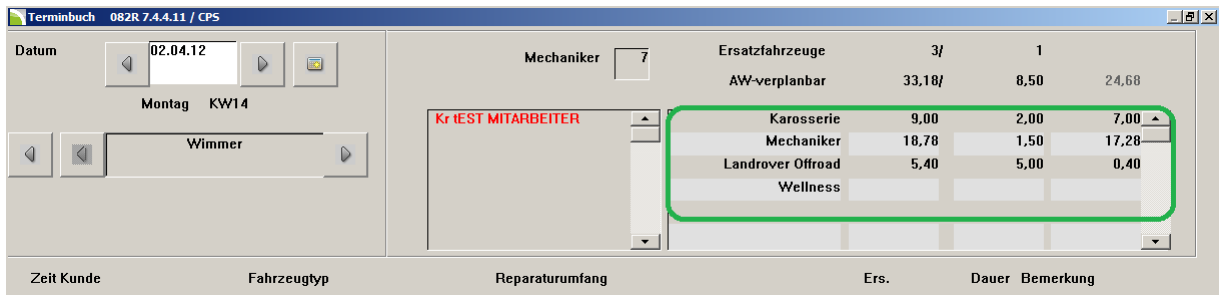 Terminbuch 082R 7.4.4.11 / CPS
Datum 02.04.12 Mechaniker 7 Ersatzfahrzeuge 3/ 1
AW-verplanbar 33,18/ 8,50 24,68
Montag KW14
Kr tEST MITARBEITER Karosserie 9,00 2,00 7,00
Wimmer Mechaniker 18,78 1,50 17,28
Landrover Offroad 5,40 5,00 0,40
Wellness
Zeit Kunde Fahrzeugtyp Reparaturumfang Ers. Dauer Bemerkung